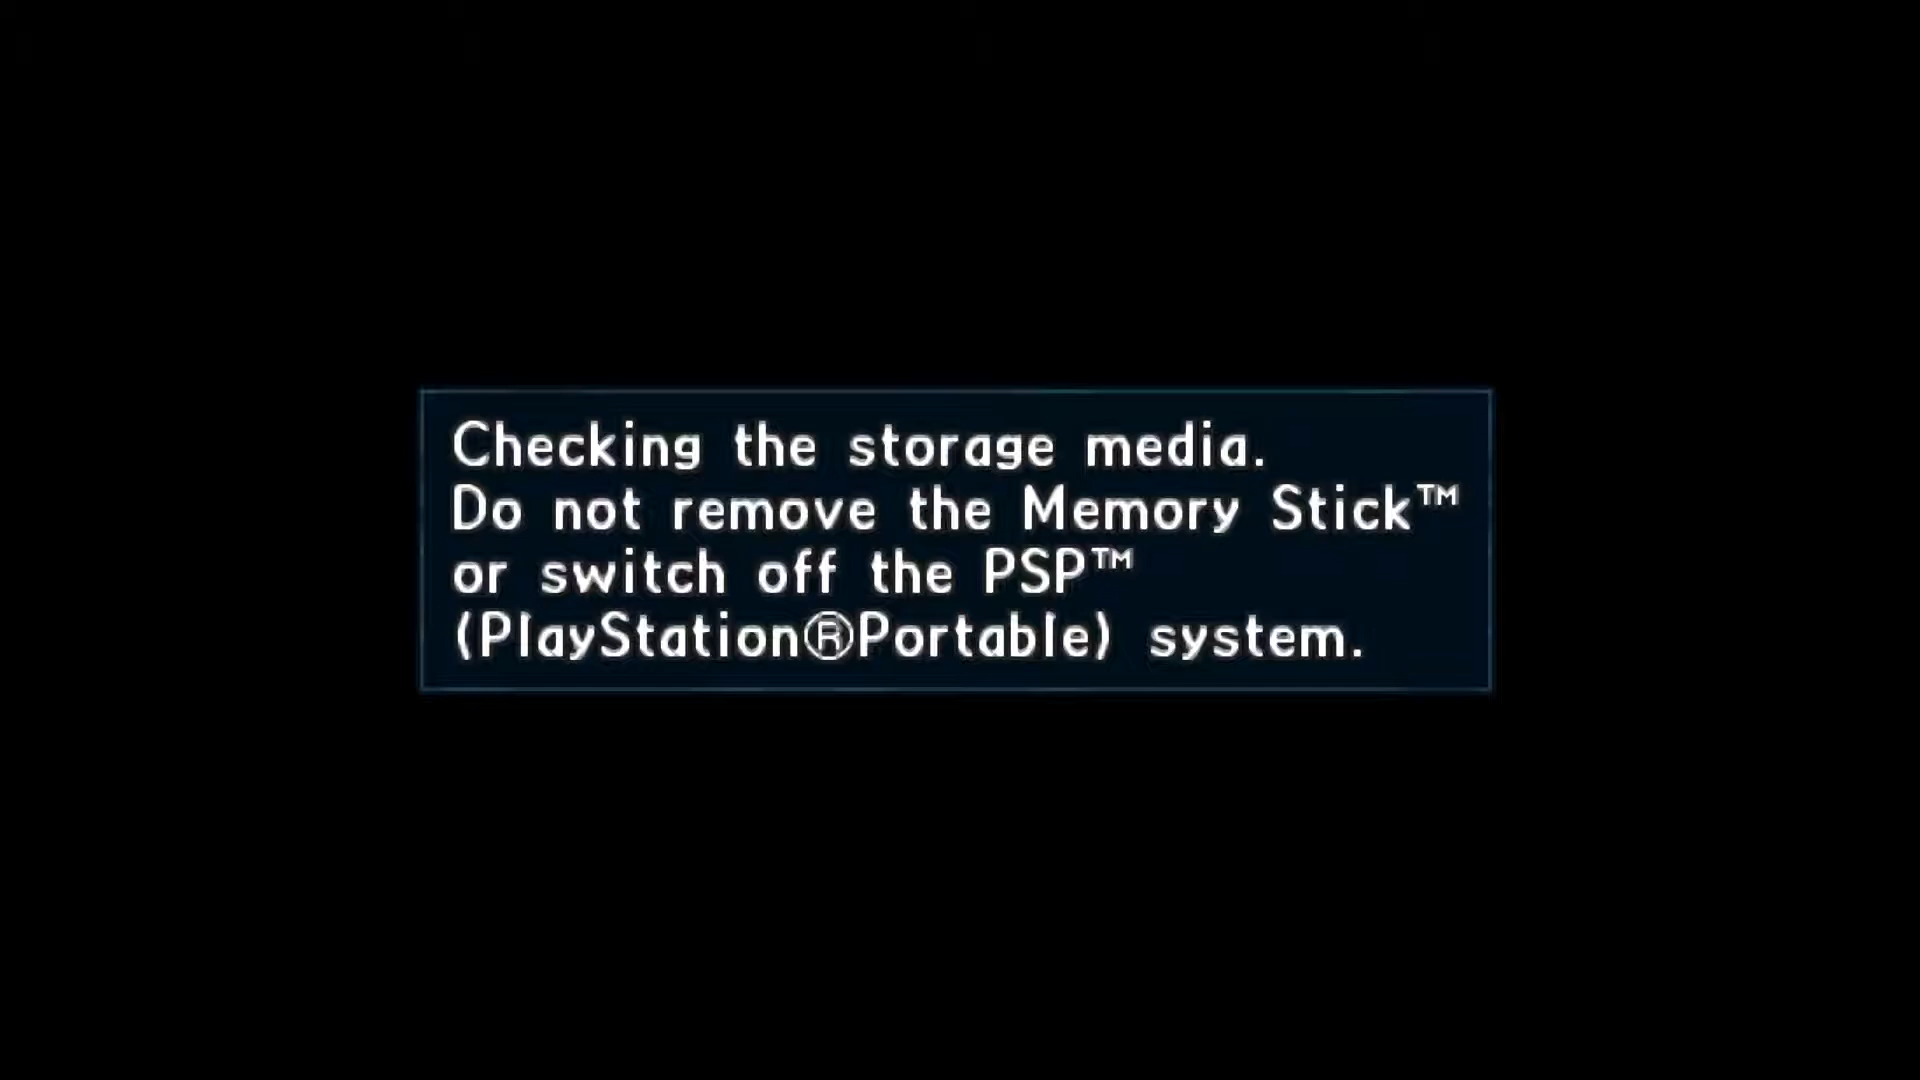 Checking the storage media.
Do not remove the Memory Stick™
or switch off the PSP™
(PlayStation®Portable) system.